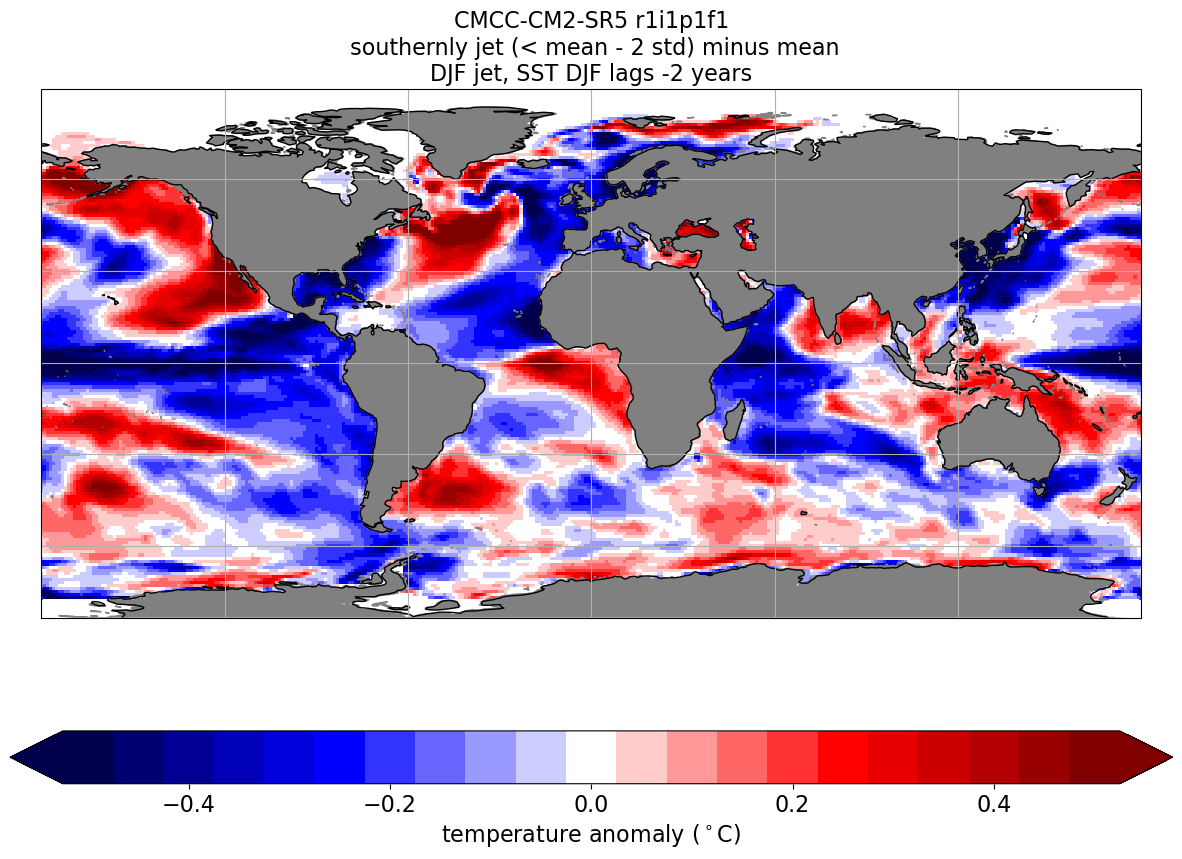 CMCC-CM2-SR5 r1i1p1f1
southernly jet (< mean - 2 std) minus mean
DJF jet, SST DJF lags -2 years
−0.4 −0.2 0.0 0.2 0.4
temperature anomaly (°C)